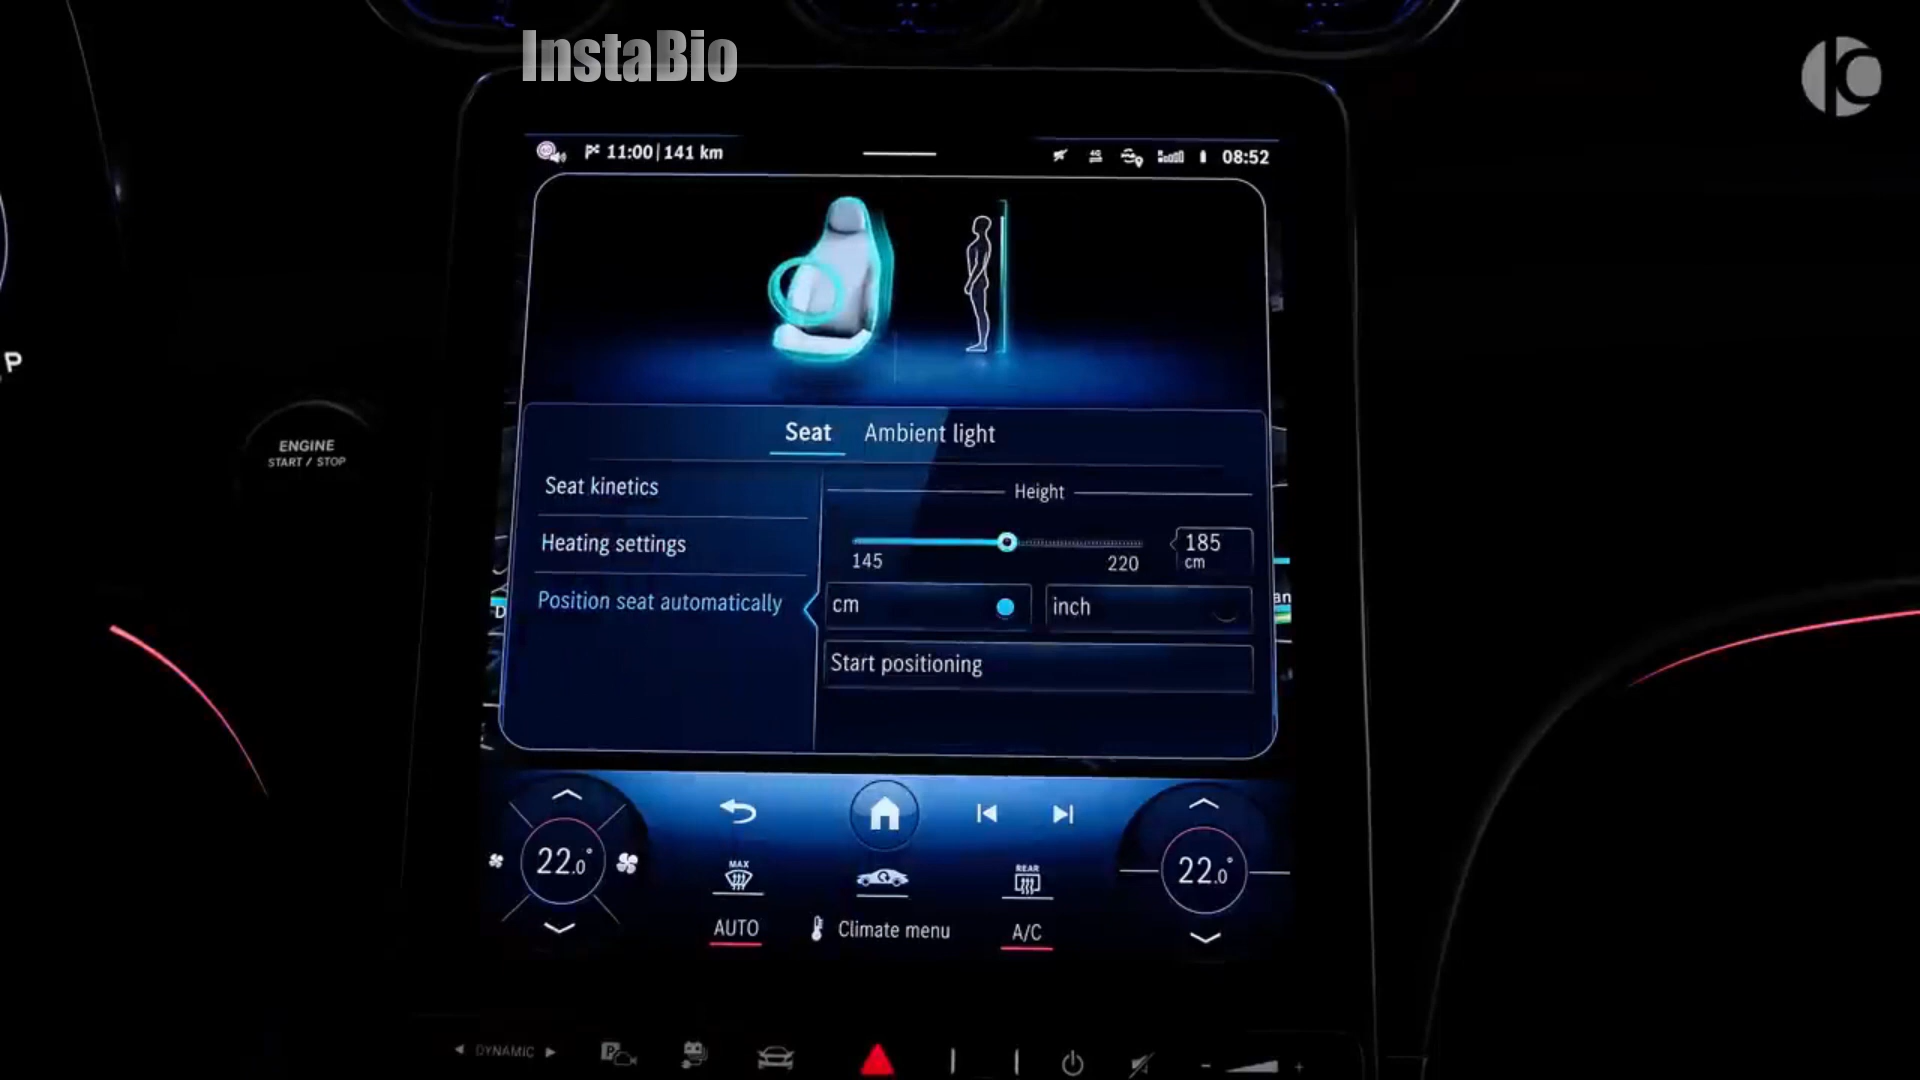 InstaBio
11:00 | 141 km
4G
08:52
P
ENGINE
START / STOP
Seat
Ambient light
Seat kinetics
Heating settings
Position seat automatically
Height
145
220
185
cm
cm
inch
Start positioning
22.0°
22.0°
MAX
REAR
AUTO
Climate menu
A/C
DYNAMIC
P